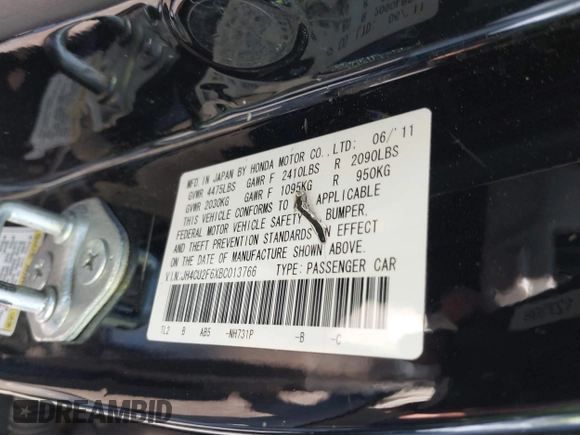 MFD. IN JAPAN BY HONDA MOTOR CO.,LTD: 06/'11
GVWR 4475LBS GAWR F 2410LBS R 2090LBS
GVWR 2030KG GAWR F 1095KG R 950KG
THIS VEHICLE CONFORMS TO APPLICABLE
FEDERAL MOTOR VEHICLE SAFETY, BUMPER,
AND THEFT PREVENTION STANDARDS IN EFFECT
ON THE DATE OF MANUFACTURE SHOWN ABOVE.
VIN:JH4CU2F6XBC013766 TYPE: PASSENGER CAR
TL2 B AB5 -NH731P -B -C
DREAMBID